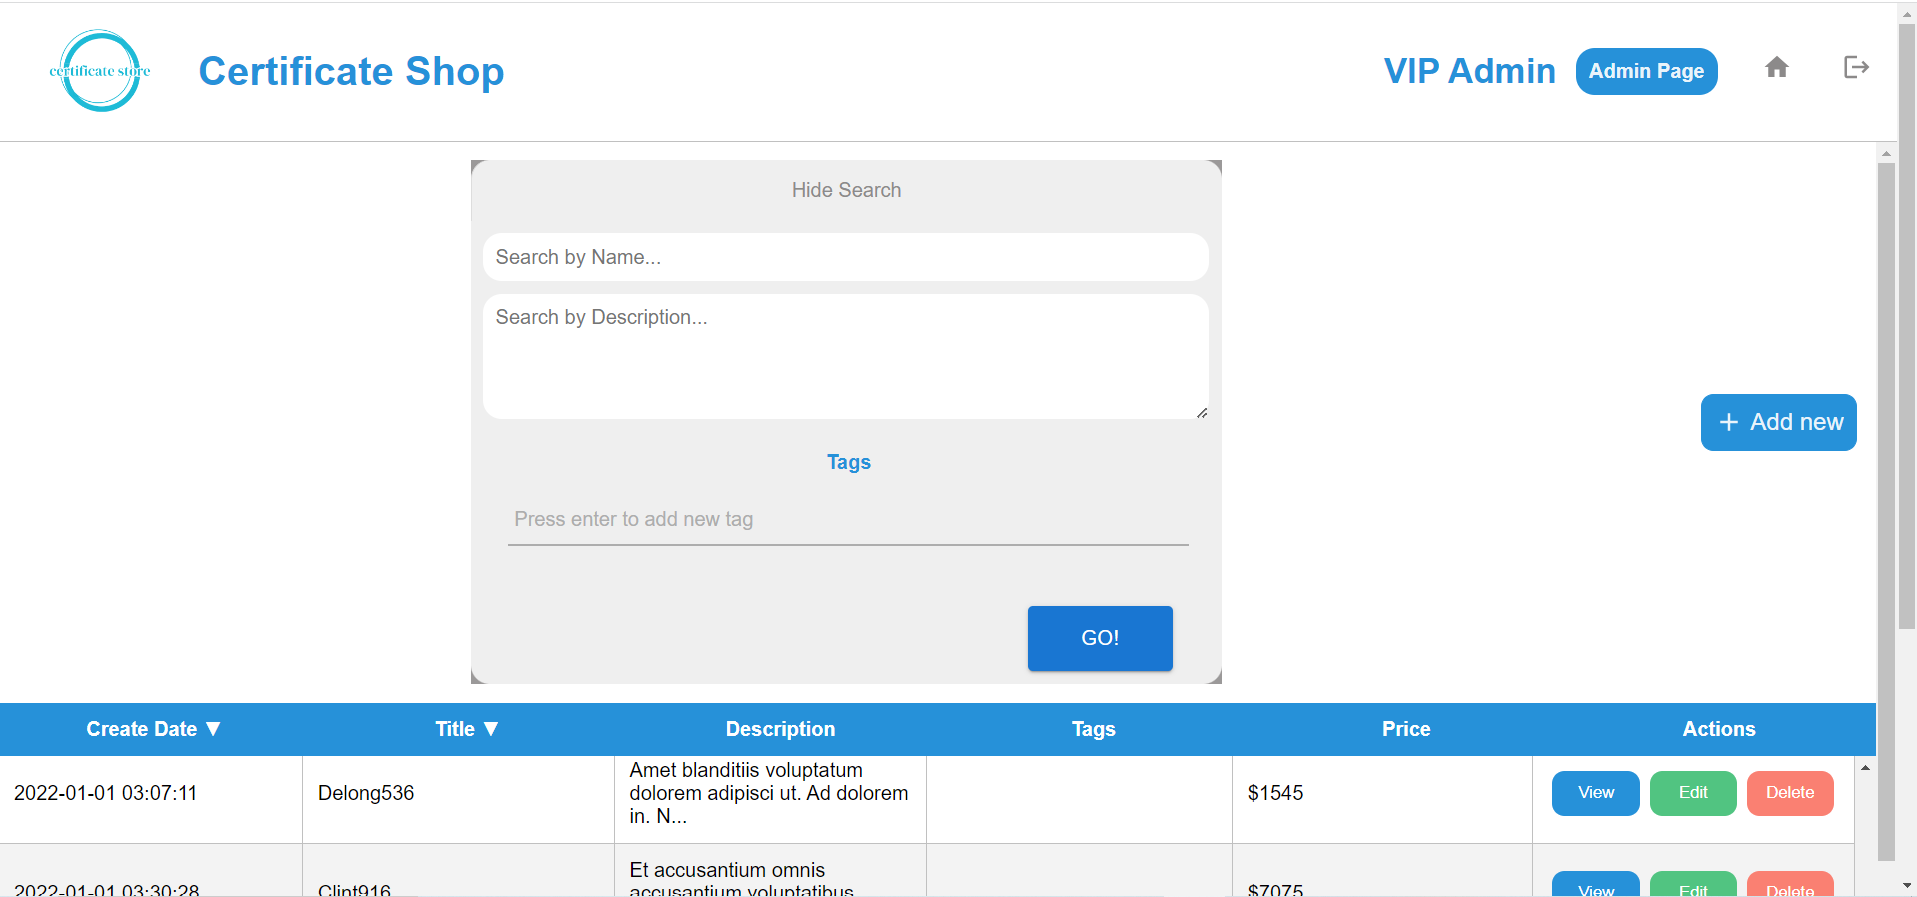 certificate store
Certificate Shop
VIP Admin
Admin Page
Hide Search
Search by Name...
Search by Description...
Tags
Press enter to add new tag
GO!
+ Add new
Create Date ▼ Title ▼ Description Tags Price Actions
2022-01-01 03:07:11
Delong536
Amet blanditiis voluptatum
dolorem adipisci ut. Ad dolorem
in. N...
$1545
View Edit Delete
2022-01-01 03:30:28
Clint916
Et accusantium omnis
accusantium voluptatibus
$7075
View Edit Delete